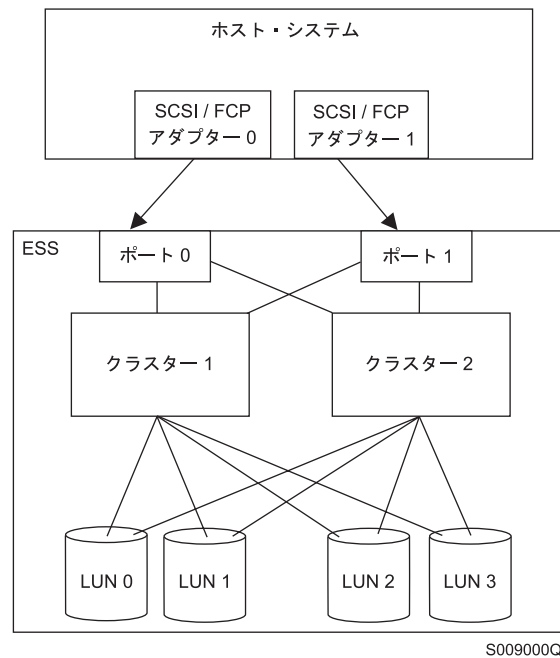 ホスト・システム
SCSI / FCP
アダプター 0
SCSI / FCP
アダプター 1
ESS
ポート 0
ポート 1
クラスター 1
クラスター 2
LUN 0
LUN 1
LUN 2
LUN 3
S009000Q